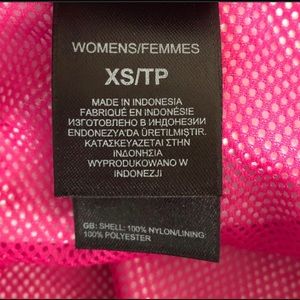 WOMENS/FEMMES
XS/TP
MADE IN INDONESIA
FABRIQUÉ EN INDONÉSIE
ИЗГОТОВЛЕНО В ИНДОНЕЗИИ
ENDONEZYA'DA ÜRETILMIŞTIR.
ΚΑΤΑΣΚΕΥΑΖΕΤΑΙ ΣΤΗΝ
ΙΝΔΟΝΗΣΙΑ
WYPRODUKOWANO W
INDONEZJI
GB: SHELL: 100% NYLON/LINING:
100% POLYESTER